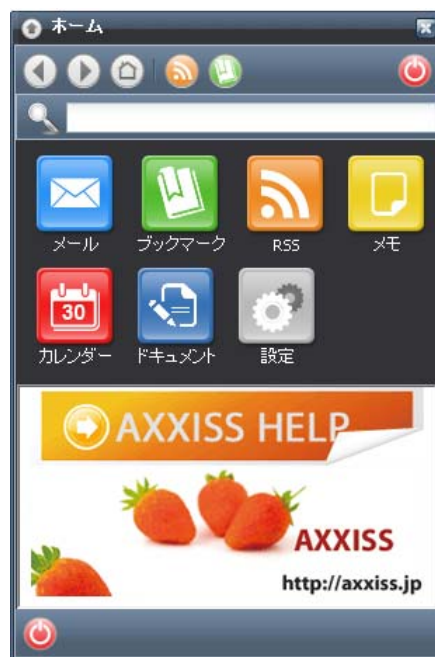 ホーム
メール ブックマーク RSS メモ
30
カレンダー ドキュメント 設定
AXXISS HELP
AXXISS
http://axxiss.jp